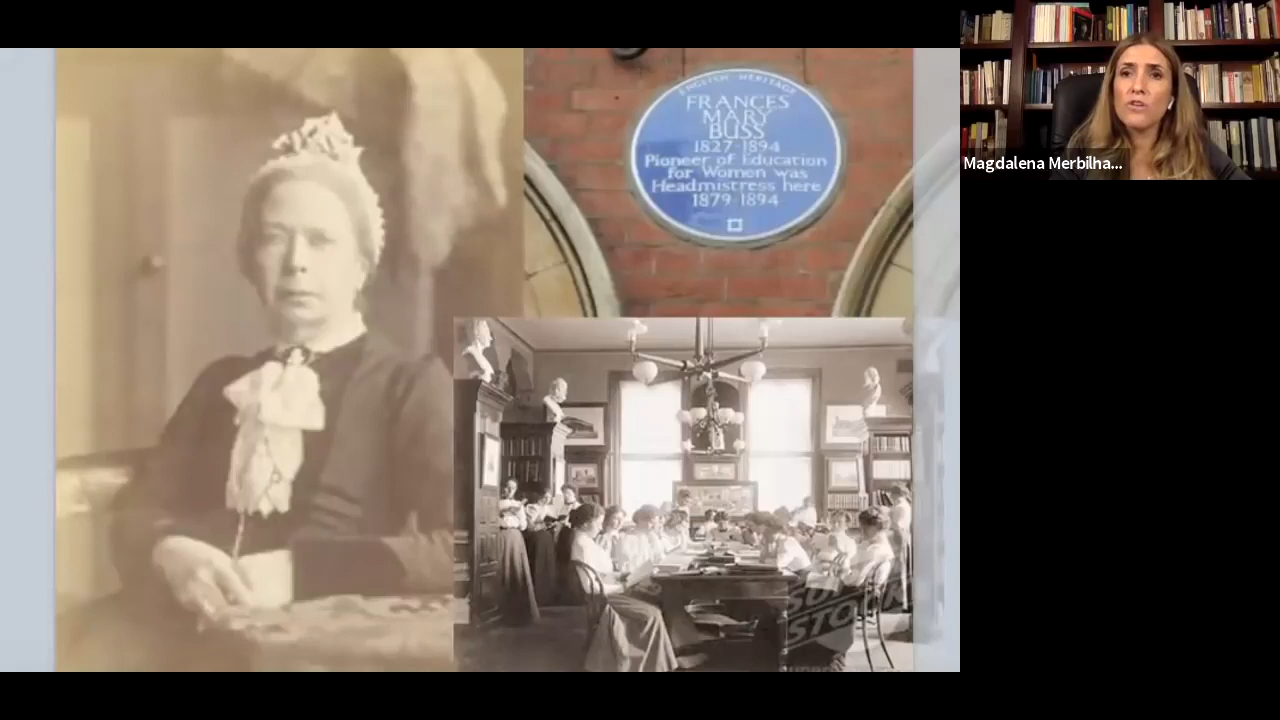 ENGLISH HERITAGE
FRANCES
MARY
BUSS
1827-1894
Pioneer of Education
for Women was
Headmistress here
1879-1894
Magdalena Merbilha...
STOCK